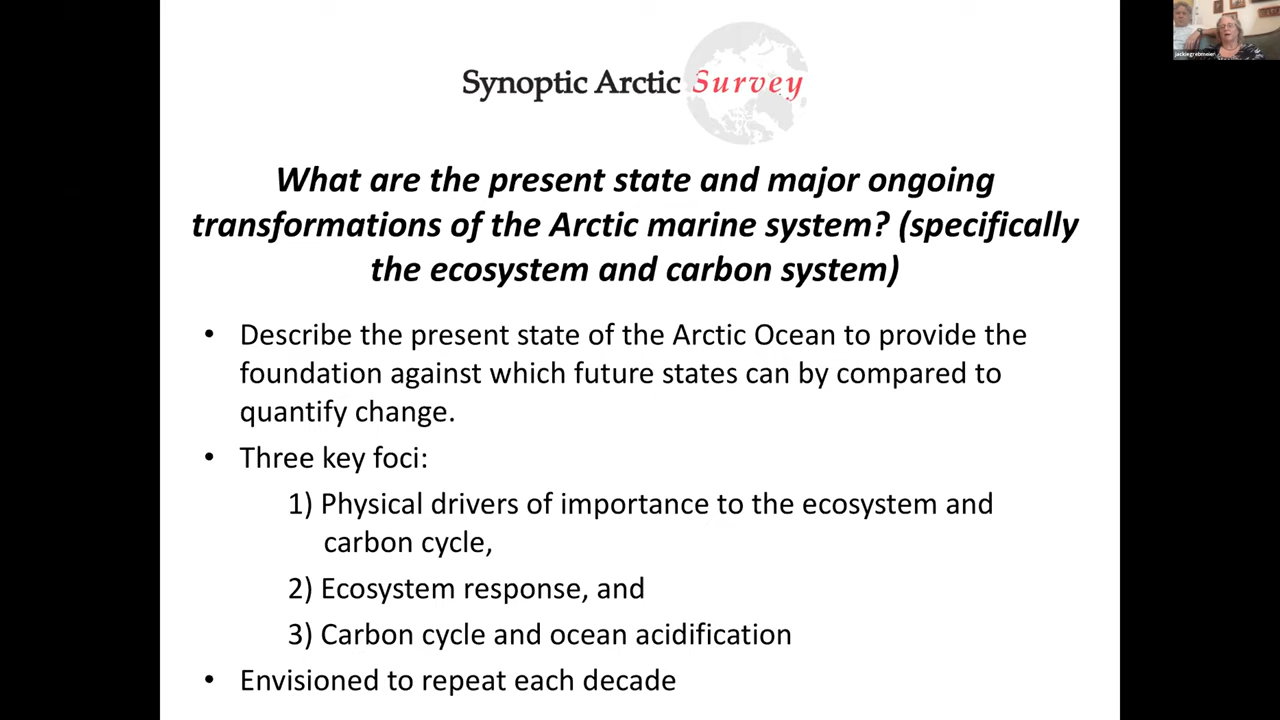 Synoptic Arctic Survey
jackiegrebmeier
What are the present state and major ongoing
transformations of the Arctic marine system? (specifically
the ecosystem and carbon system)
• Describe the present state of the Arctic Ocean to provide the
foundation against which future states can by compared to
quantify change.
• Three key foci:
1) Physical drivers of importance to the ecosystem and
carbon cycle,
2) Ecosystem response, and
3) Carbon cycle and ocean acidification
• Envisioned to repeat each decade